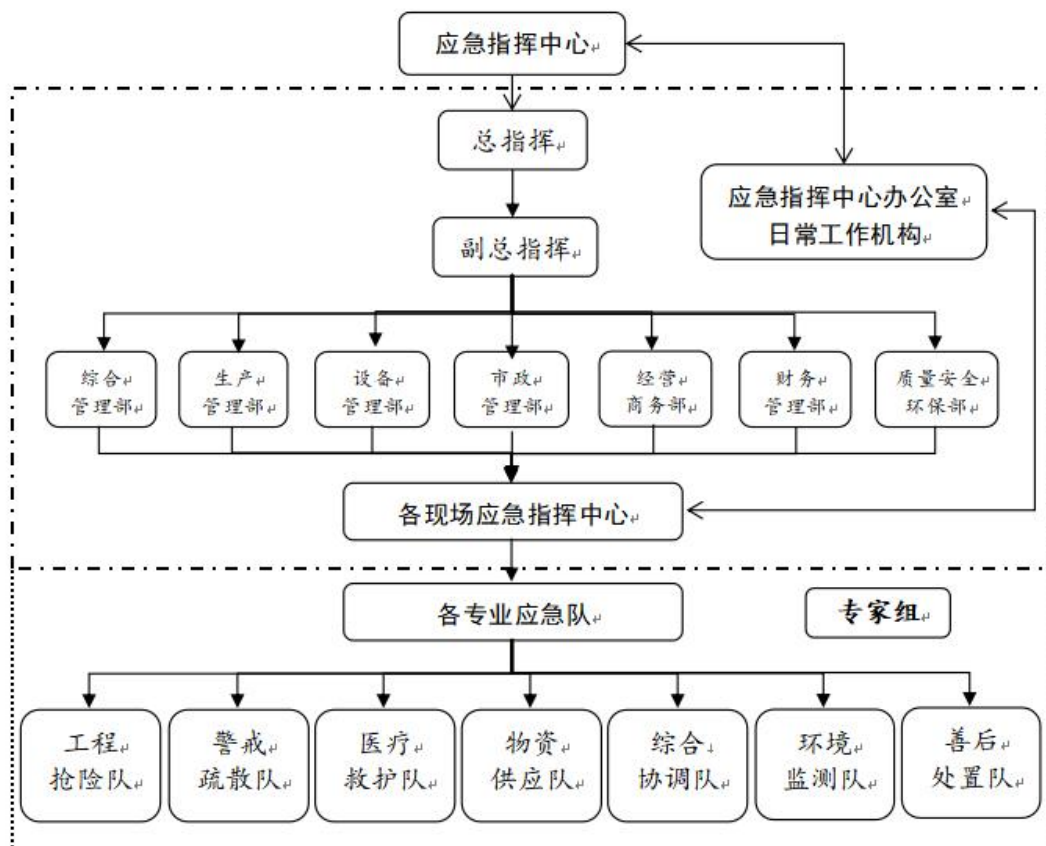 应急指挥中心
总指挥
应急指挥中心办公室
日常工作机构
副总指挥
综合
管理部
生产
管理部
设备
管理部
市政
管理部
经营
商务部
财务
管理部
质量安全
环保部
各现场应急指挥中心
各专业应急队
专家组
工程
抢险队
警戒
疏散队
医疗
救护队
物资
供应队
综合
协调队
环境
监测队
善后
处置队